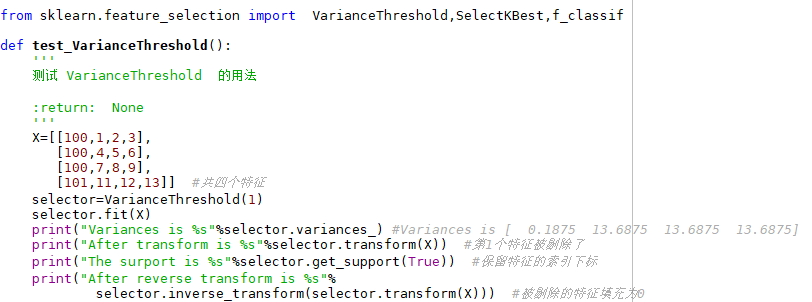 from sklearn.feature_selection import  VarianceThreshold,SelectKBest,f_classif
def test_VarianceThreshold():
    '''
    测试 VarianceThreshold  的用法
    :return:  None
    '''
    X=[[100,1,2,3],
       [100,4,5,6],
       [100,7,8,9],
       [101,11,12,13]]  #共四个特征
    selector=VarianceThreshold(1)
    selector.fit(X)
    print("Variances is %s"%selector.variances_) #Variances is [  0.1875  13.6875  13.6875  13.6875]
    print("After transform is %s"%selector.transform(X))  #第1个特征被删除了
    print("The surport is %s"%selector.get_support(True))  #保留特征的索引下标
    print("After reverse transform is %s"%
            selector.inverse_transform(selector.transform(X)))  #被删除的特征填充为0